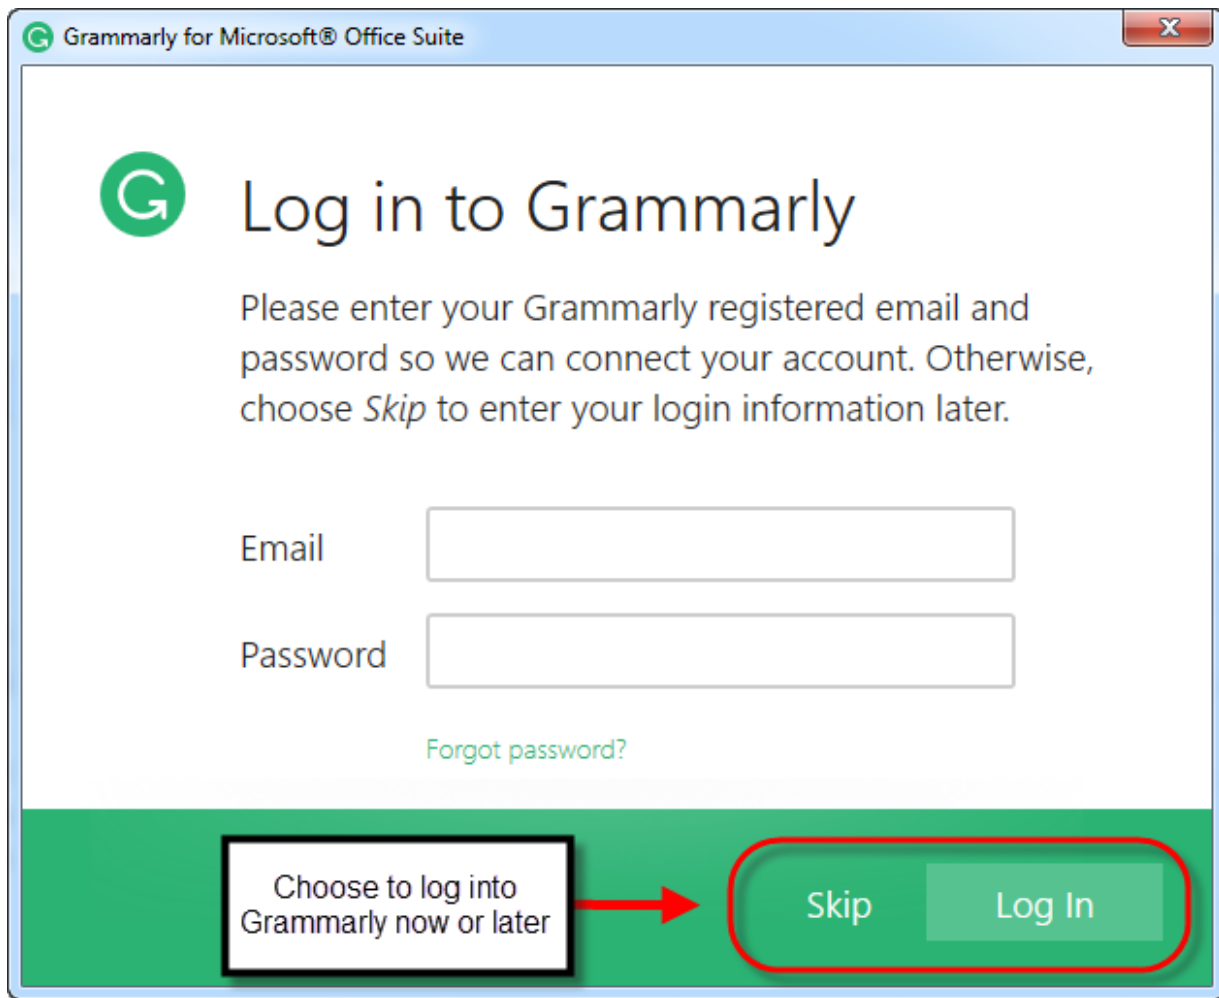 Grammarly for Microsoft® Office Suite
Log in to Grammarly
Please enter your Grammarly registered email and
password so we can connect your account. Otherwise,
choose Skip to enter your login information later.
Email
Password
Forgot password?
Choose to log into
Grammarly now or later
Skip
Log In